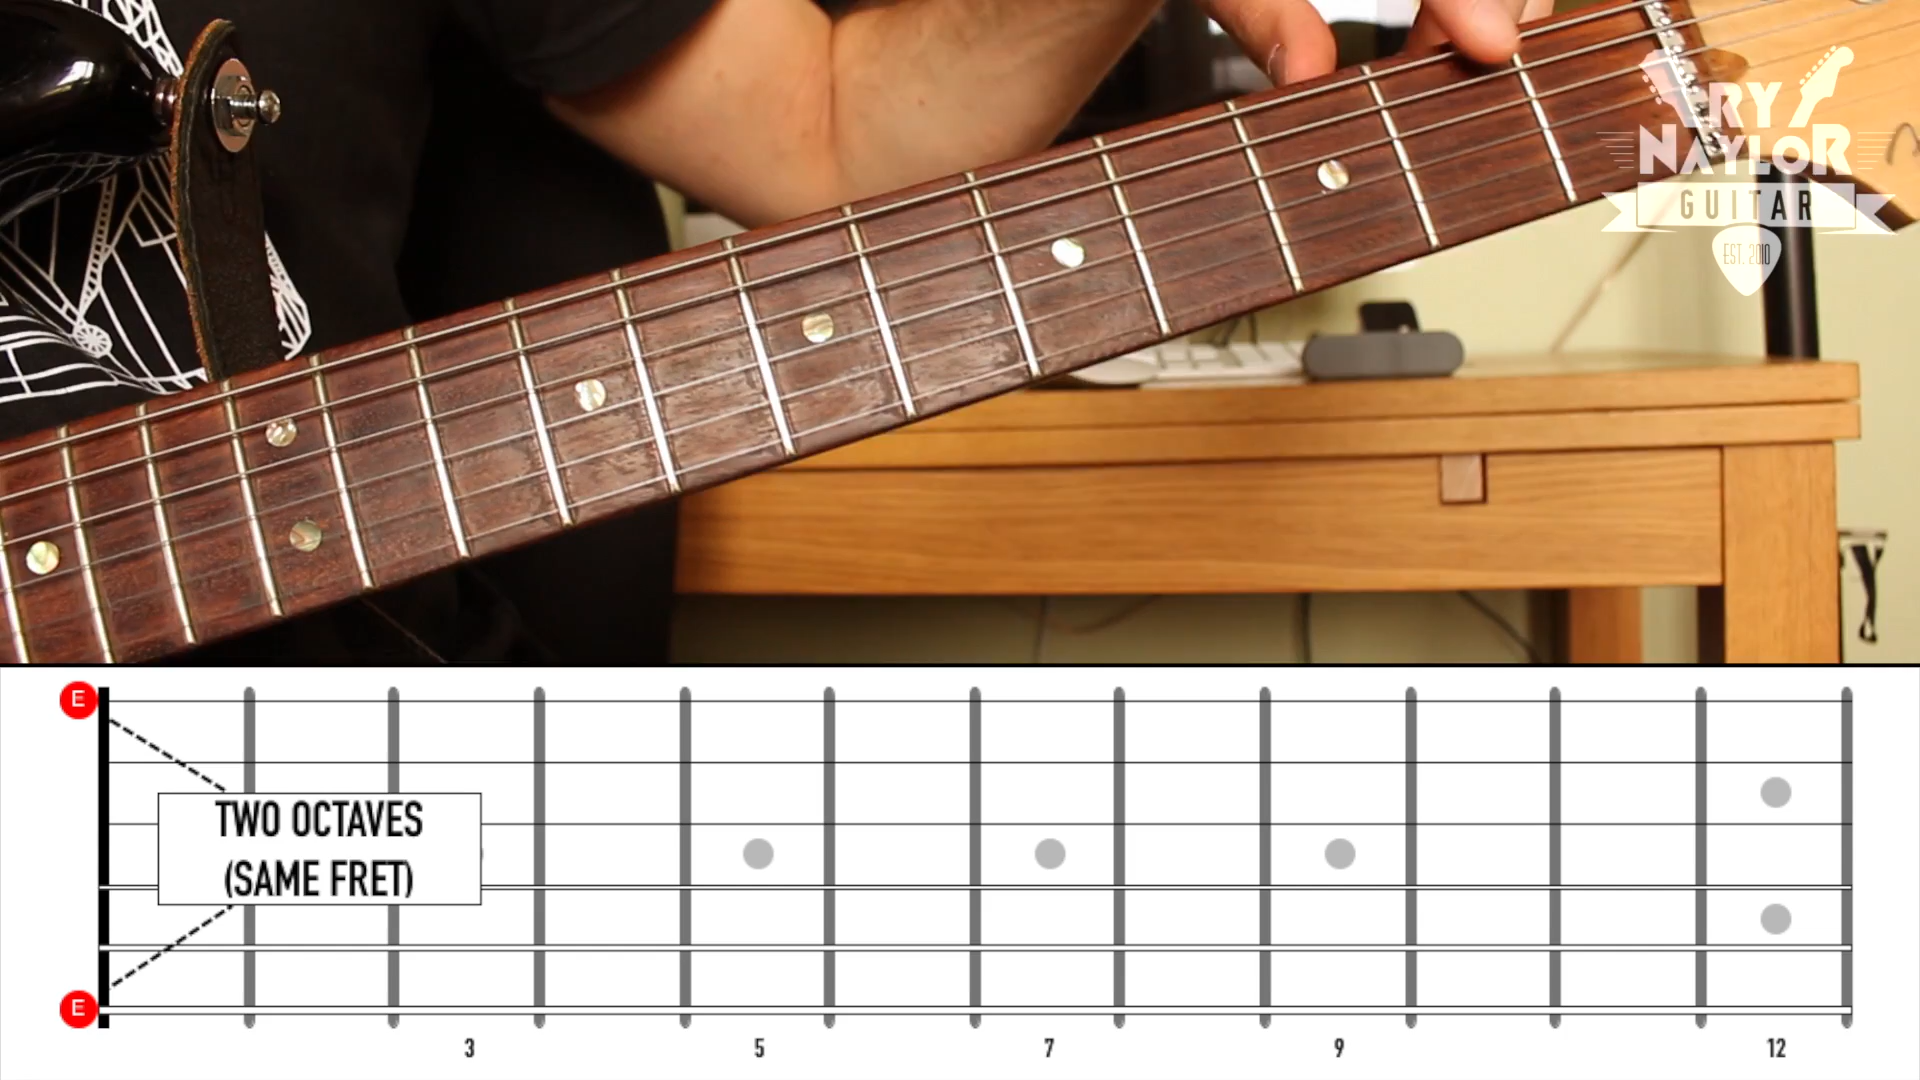 RY
NAYLOR
GUITAR
EST. 2010
E
TWO OCTAVES
(SAME FRET)
E
3
5
7
9
12